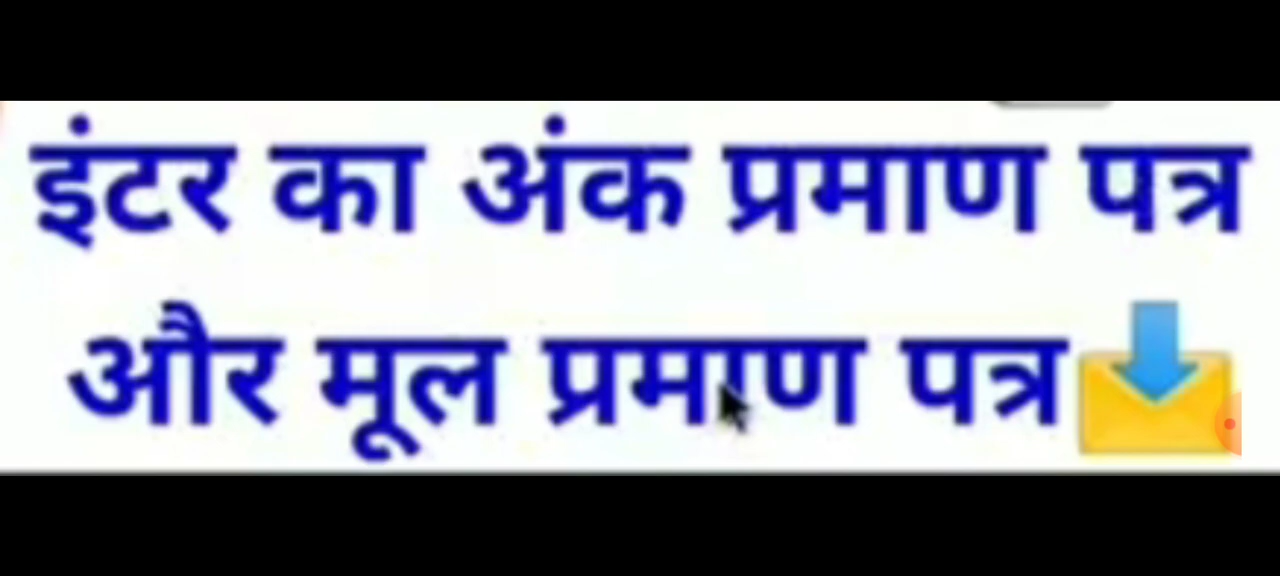 इंटर का अंक प्रमाण पत्र
और मूल प्रमाण पत्र